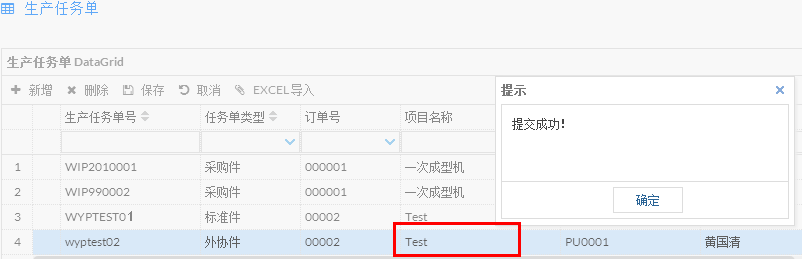 生产任务单
生产任务单 DataGrid
新增 删除 保存 取消 EXCEL导入
提示
提交成功!
确定
生产任务单号 任务单类型 订单号 项目名称
1 WIP2010001 采购件 000001 一次成型机
2 WIP990002 采购件 000001 一次成型机
3 WYPTEST01 标准件 00002 Test
4 wyptest02 外协件 00002 Test PU0001 黄国清